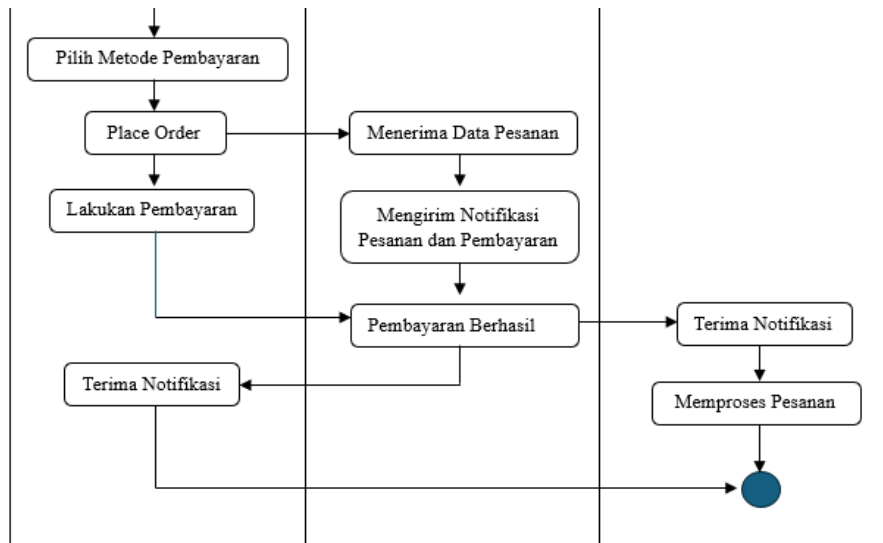 Pilih Metode Pembayaran
Place Order
Menerima Data Pesanan
Lakukan Pembayaran
Mengirim Notifikasi
Pesanan dan Pembayaran
Pembayaran Berhasil
Terima Notifikasi
Terima Notifikasi
Memproses Pesanan